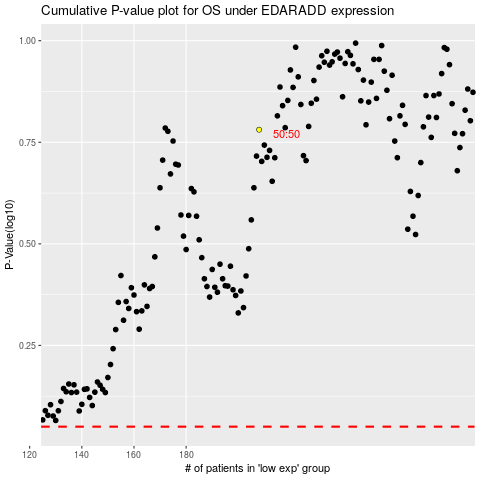 Cumulative P-value plot for OS under EDARADD expression
1.00
0.75
0.50
0.25
50:50
P-Value(log10)
120 140 160 180
# of patients in 'low exp' group